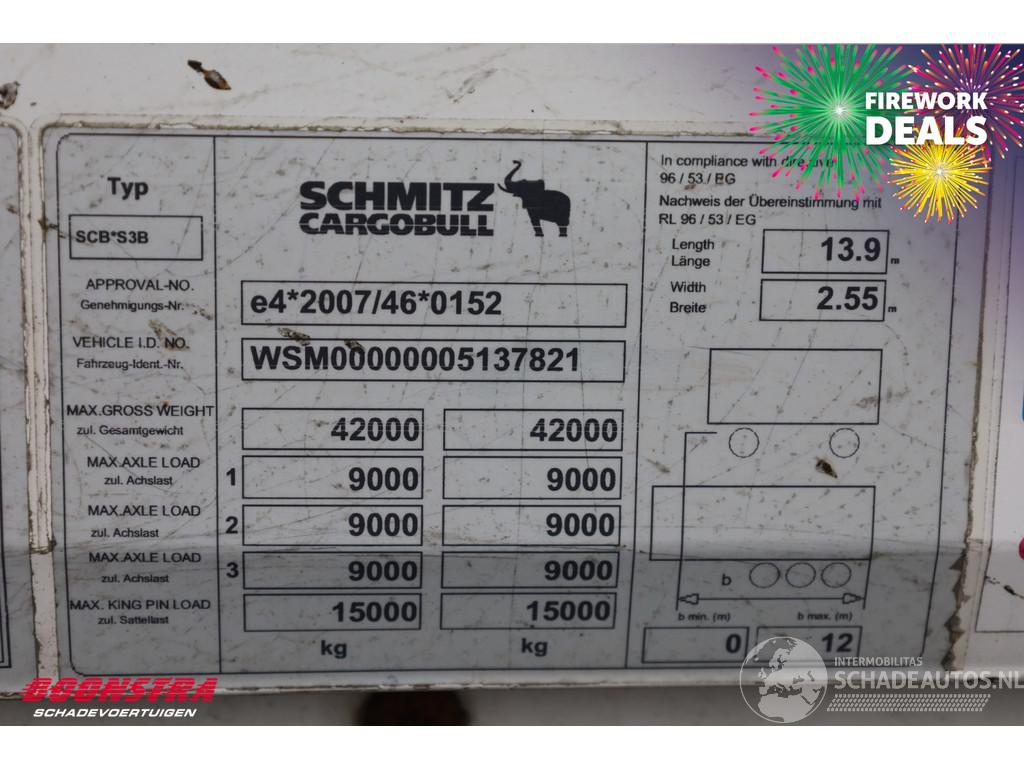 FIREWORK
DEALS
Typ
SCB*S3B
SCHMITZ
CARGOBULL
In compliance with directive
96 / 53 / EG
Nachweis der Übereinstimmung mit
RL 96 / 53 / EG
Length
Länge
13.9 m
Width
Breite
2.55 m
APPROVAL-NO.
Genehmigungs-Nr.
e4*2007/46*0152
VEHICLE I.D. NO.
Fahrzeug-Ident.-Nr.
WSM00000005137821
MAX.GROSS WEIGHT
zul. Gesamtgewicht
42000 42000
MAX.AXLE LOAD
zul. Achslast
1 9000 9000
MAX.AXLE LOAD
zul. Achslast
2 9000 9000
MAX.AXLE LOAD
zul. Achslast
3 9000 9000
MAX. KING PIN LOAD
zul. Sattellast
15000 15000
kg kg
b
b min. (m) b max. (m)
0 12
BOONSTRA
SCHADEVOERTUIGEN
INTERMOBILITAS
SCHADEAUTOS.NL